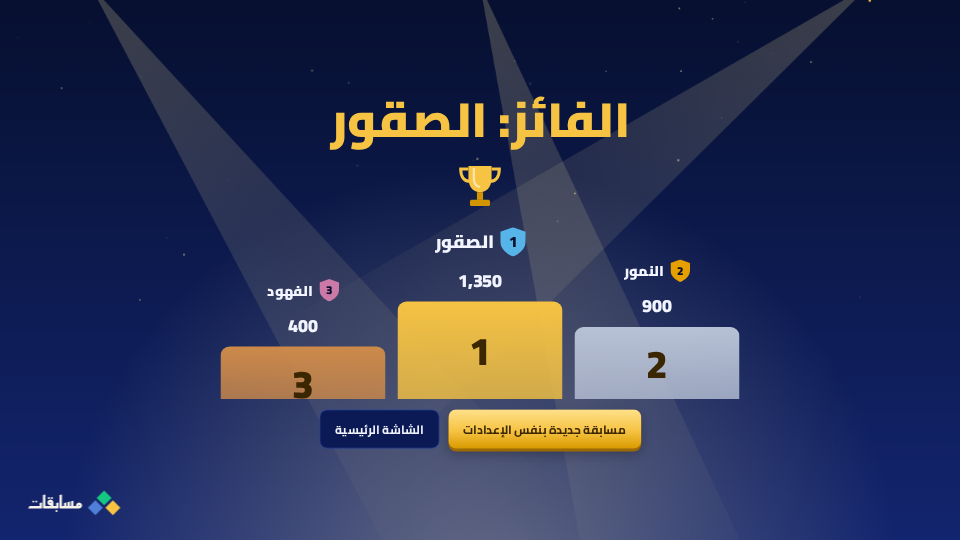 الفائز: الصقور
1 الصقور
1,350
2 النمور
900
3 الفهود
400
1
2
3
مسابقة جديدة بنفس الإعدادات
الشاشة الرئيسية
مسابقات